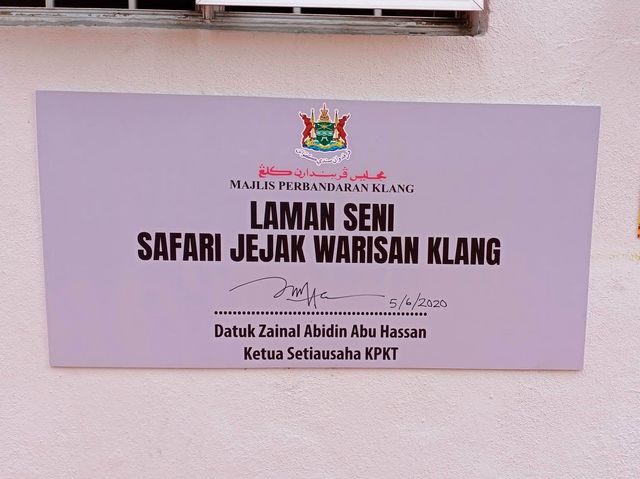 مجليس ڤربندارن کلڠ
MAJLIS PERBANDARAN KLANG
LAMAN SENI
SAFARI JEJAK WARISAN KLANG
5/6/2020
Datuk Zainal Abidin Abu Hassan
Ketua Setiausaha KPKT